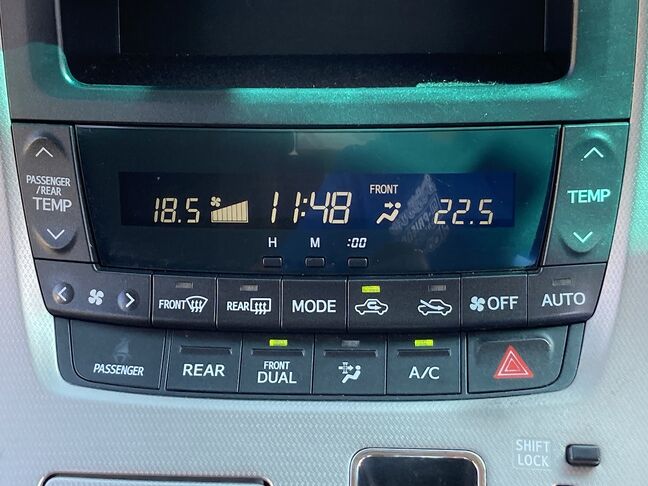 PASSENGER
/REAR
TEMP
18.5
11:48
FRONT
22.5
TEMP
H
M
:00
FRONT
REAR
MODE
OFF
AUTO
PASSENGER
REAR
FRONT
DUAL
A/C
SHIFT
LOCK